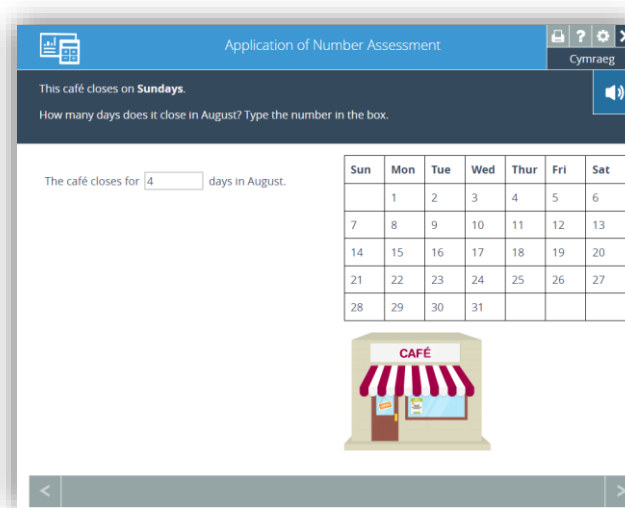 Application of Number Assessment
?
Cymraeg
This café closes on Sundays.
How many days does it close in August? Type the number in the box.
The café closes for 4 days in August.
Sun Mon Tue Wed Thur Fri Sat
1 2 3 4 5 6
7 8 9 10 11 12 13
14 15 16 17 18 19 20
21 22 23 24 25 26 27
28 29 30 31
CAFÉ
< >